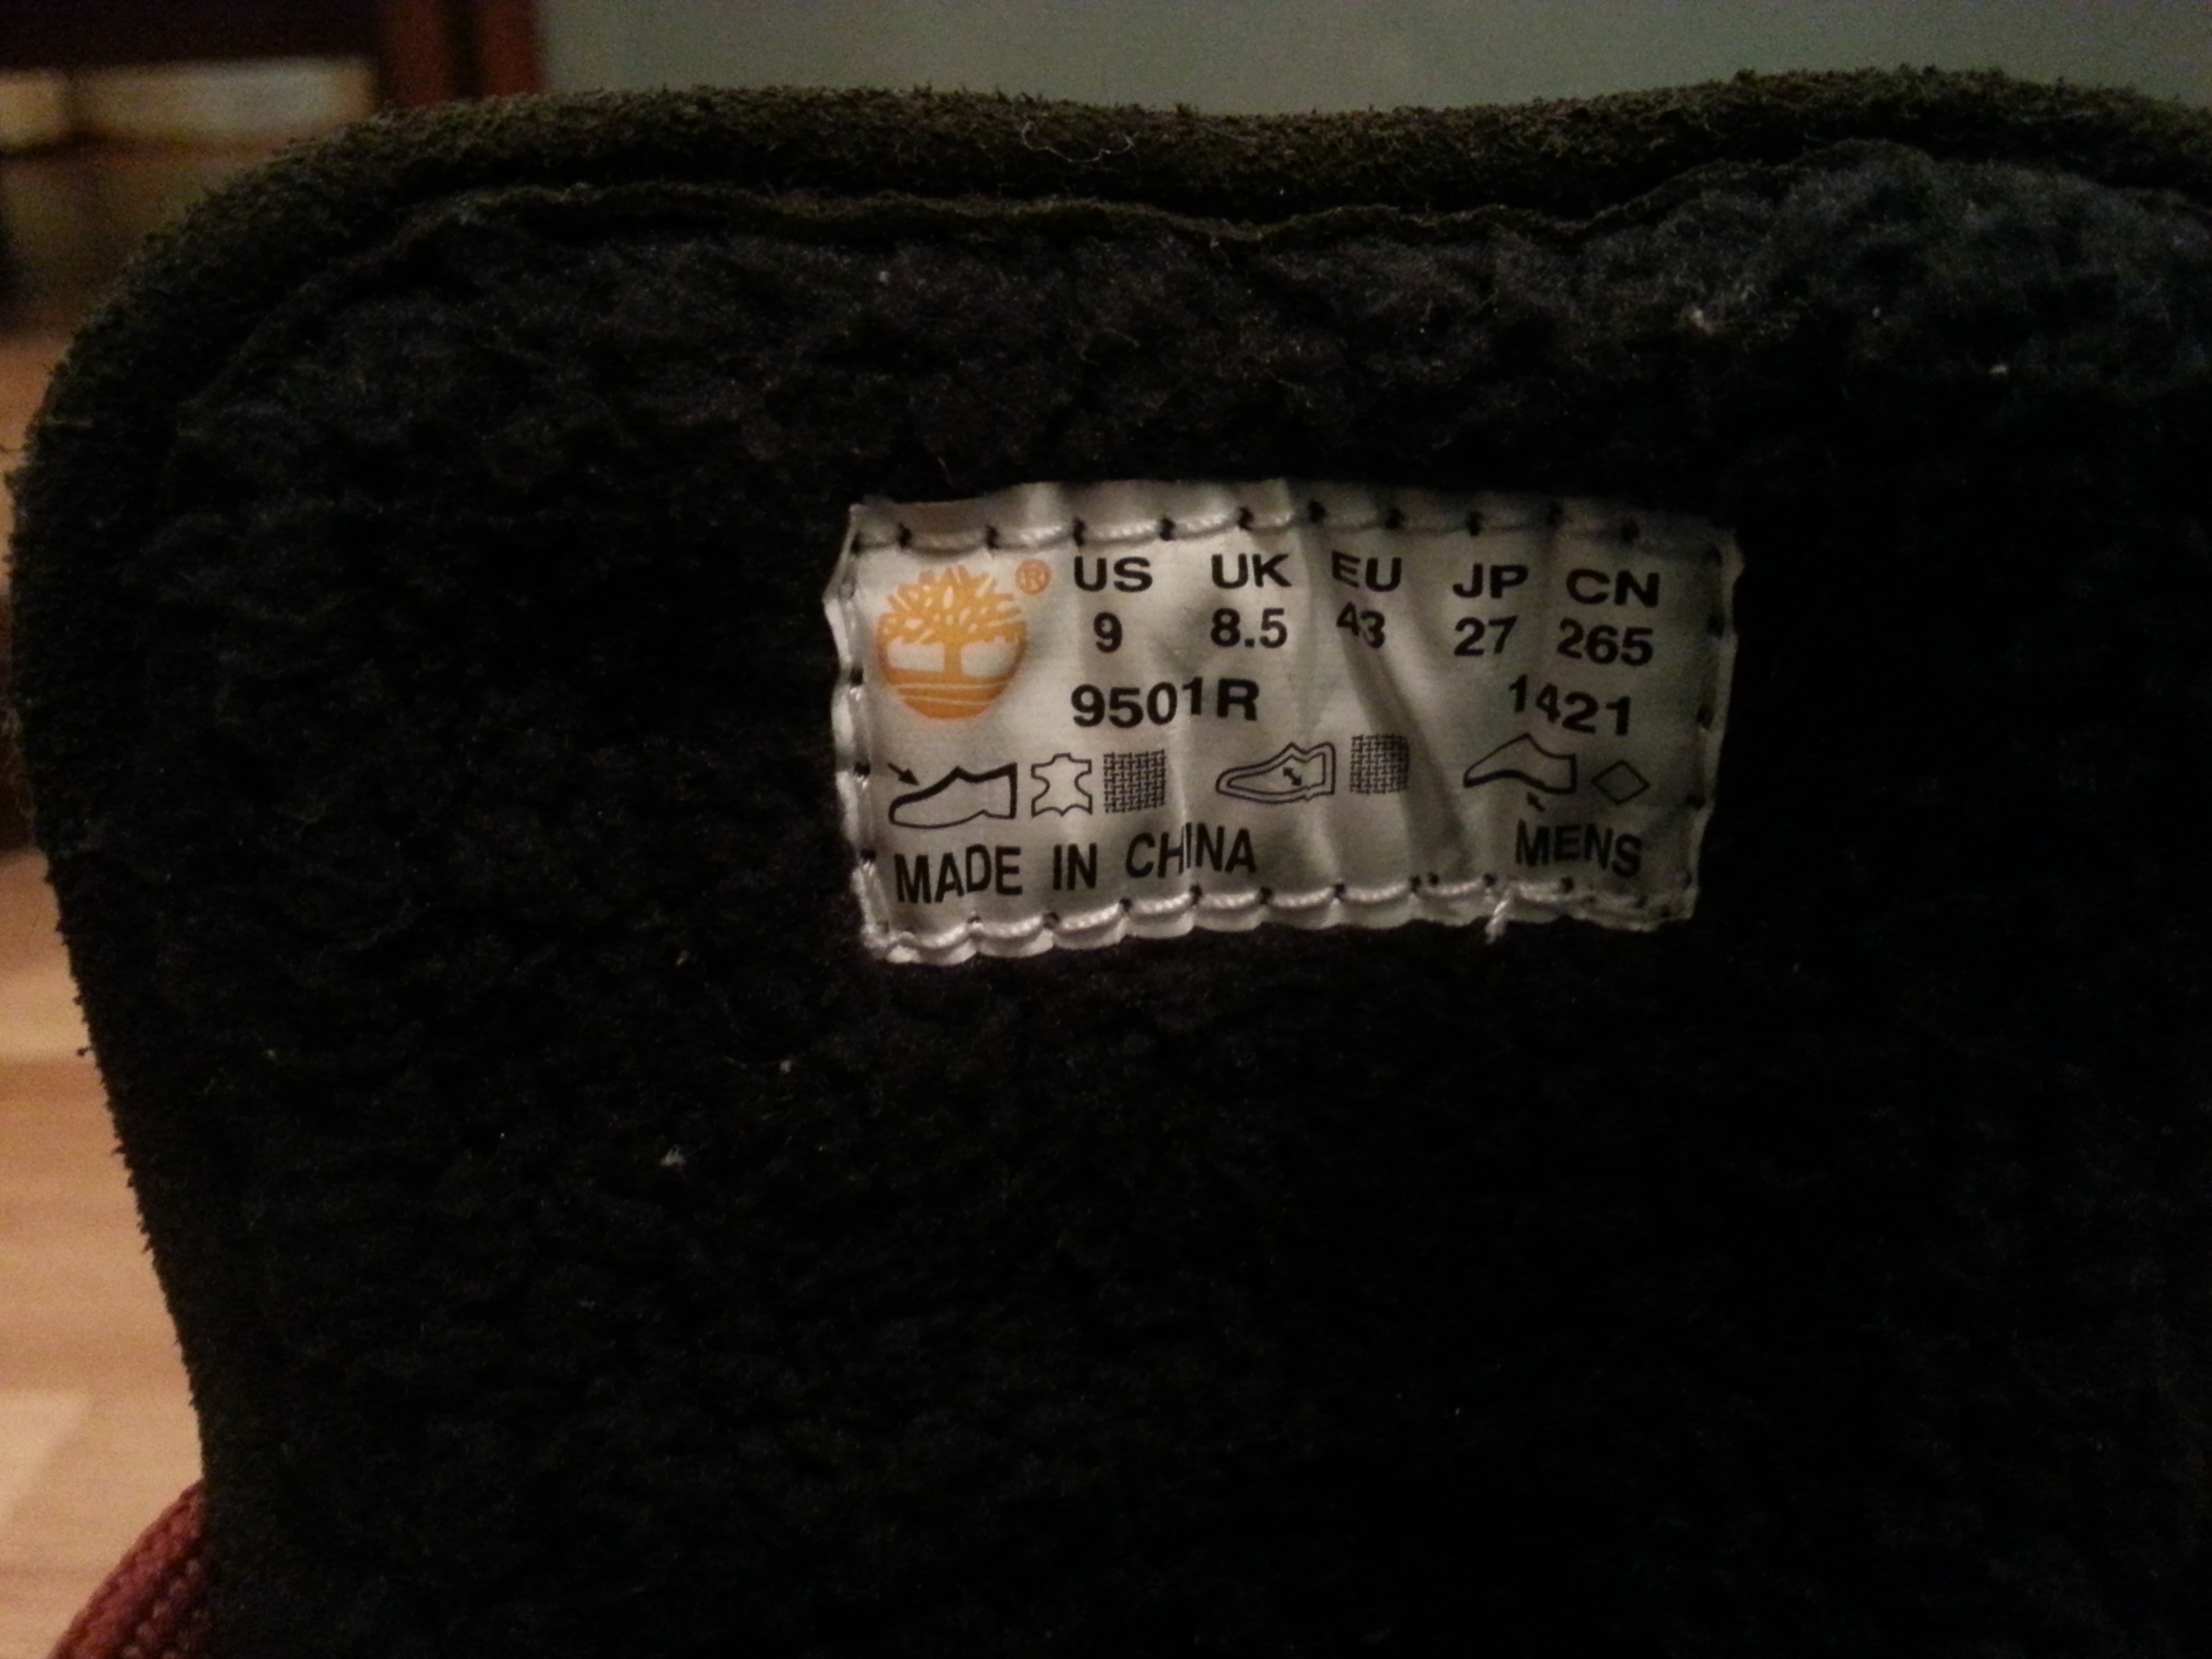 ® US UK EU JP CN
9 8.5 43 27 265
9501R 1421
MADE IN CHINA MENS